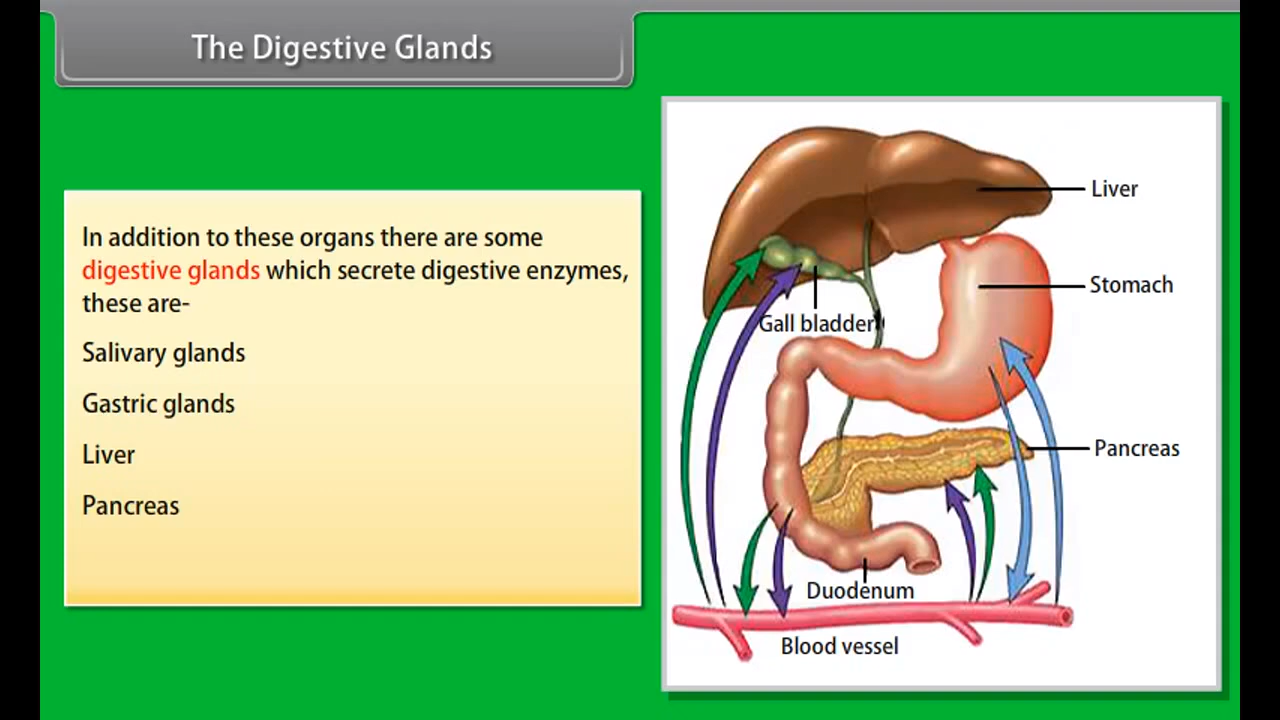 The Digestive Glands
In addition to these organs there are some
digestive glands which secrete digestive enzymes,
these are-
Salivary glands
Gastric glands
Liver
Pancreas
Liver
Stomach
Gall bladder
Pancreas
Duodenum
Blood vessel